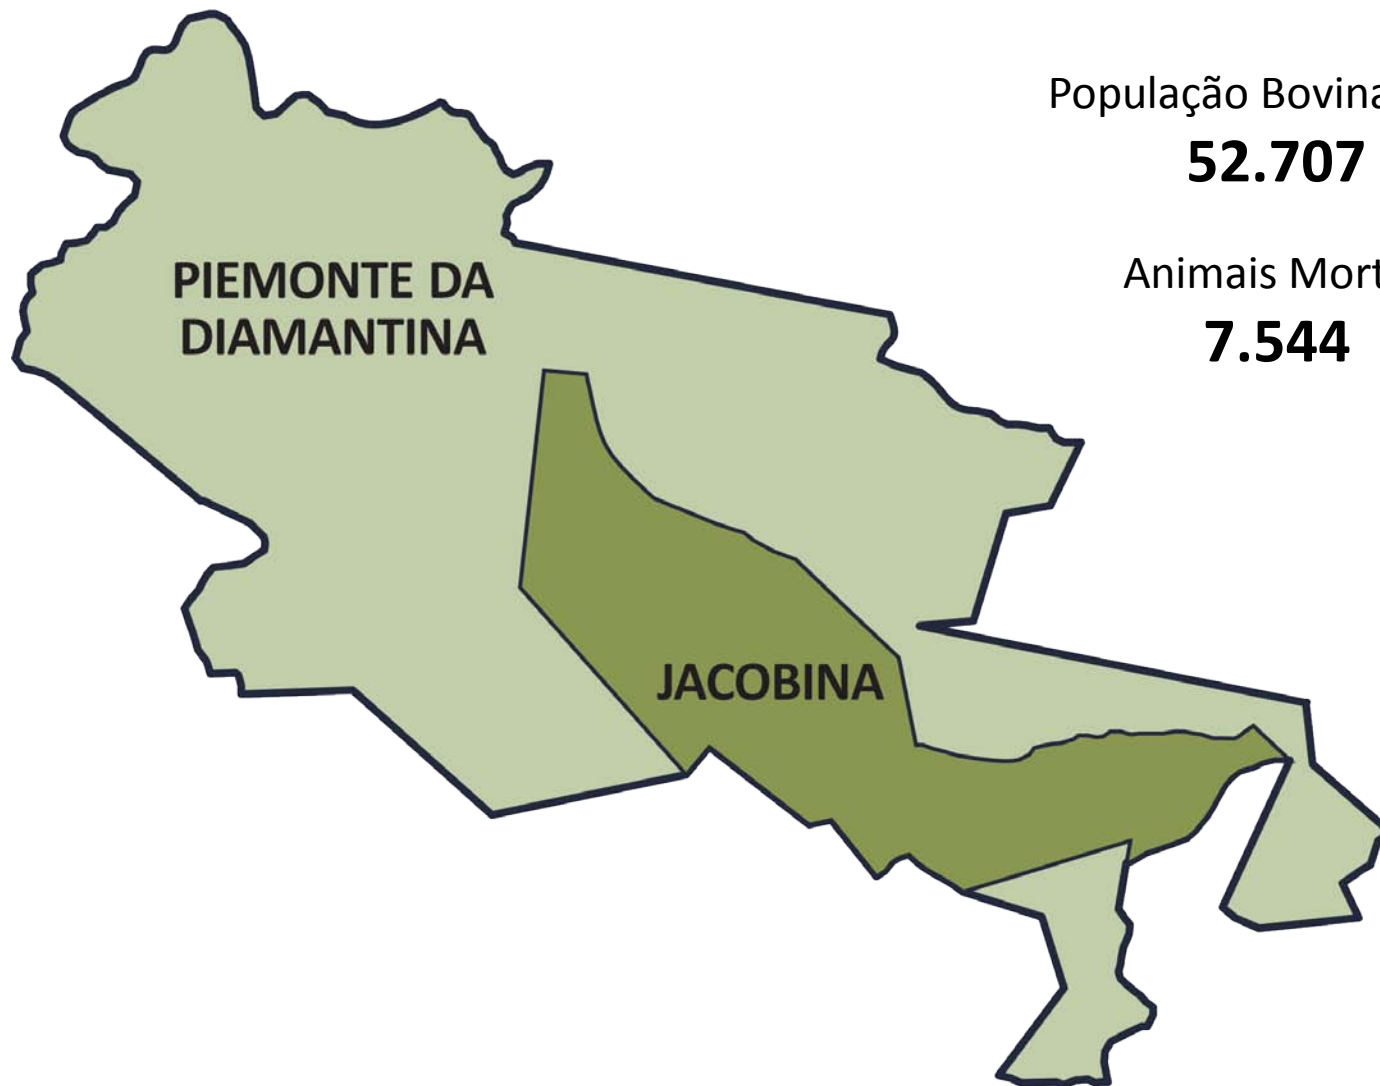 População Bovina
52.707
Animais Mort
7.544
PIEMONTE DA
DIAMANTINA
JACOBINA